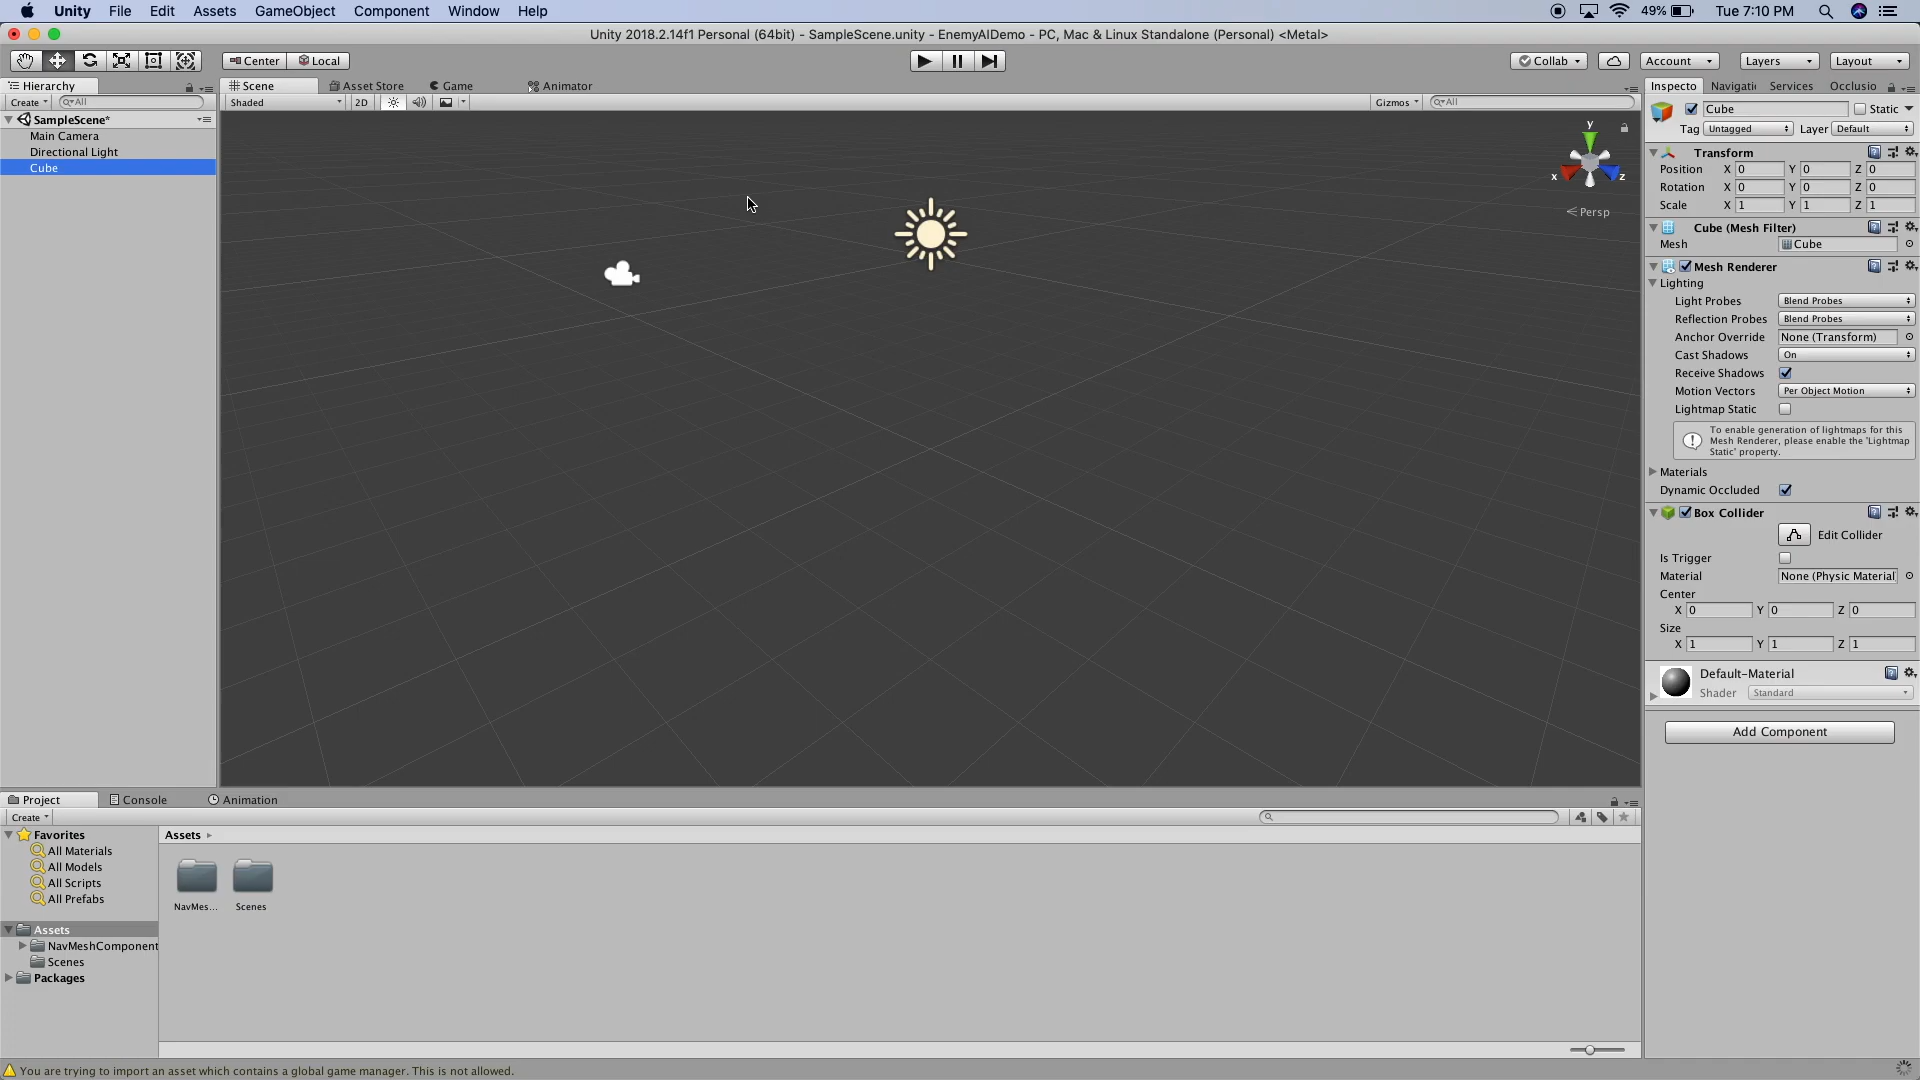 Unity File Edit Assets GameObject Component Window Help 49% Tue 7:10 PM
Unity 2018.2.14f1 Personal (64bit) - SampleScene.unity - EnemyAIDemo - PC, Mac & Linux Standalone (Personal) <Metal>
Center Local Collab Account Layers Layout
Hierarchy Scene Asset Store Game Animator Inspecto Navigati Services Occlusio
Create All Shaded 2D Gizmos All
Cube Static
SampleScene*
Tag Untagged Layer Default
Main Camera
Directional Light
Cube
y
x z
Persp
Transform
Position X 0 Y 0 Z 0
Rotation X 0 Y 0 Z 0
Scale X 1 Y 1 Z 1
Cube (Mesh Filter)
Mesh Cube
Mesh Renderer
Lighting
Light Probes Blend Probes
Reflection Probes Blend Probes
Anchor Override None (Transform)
Cast Shadows On
Receive Shadows
Motion Vectors Per Object Motion
Lightmap Static
To enable generation of lightmaps for this
Mesh Renderer, please enable the 'Lightmap
Static' property.
Materials
Dynamic Occluded
Box Collider
Edit Collider
Is Trigger
Material None (Physic Material
Center
X 0 Y 0 Z 0
Size
X 1 Y 1 Z 1
Default-Material
Shader Standard
Add Component
Project Console Animation
Create
Favorites
All Materials
All Models
All Scripts
All Prefabs
Assets
NavMeshComponent
Scenes
Packages
Assets
NavMes... Scenes
You are trying to import an asset which contains a global game manager. This is not allowed.